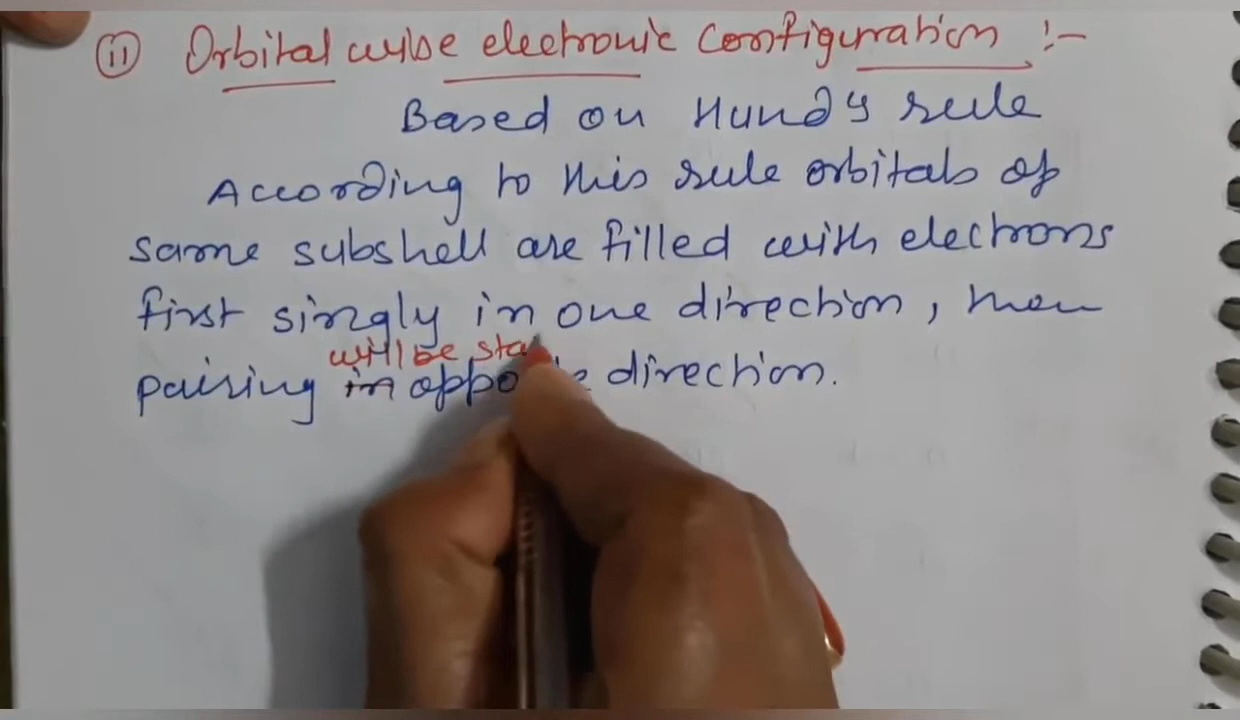 (ii) Orbital wise electronic configuration :-
Based on Hund's rule
According to this rule orbitals of
same subshell are filled with electrons
first singly in one direction, then
will be sta
pairing in oppo direction.